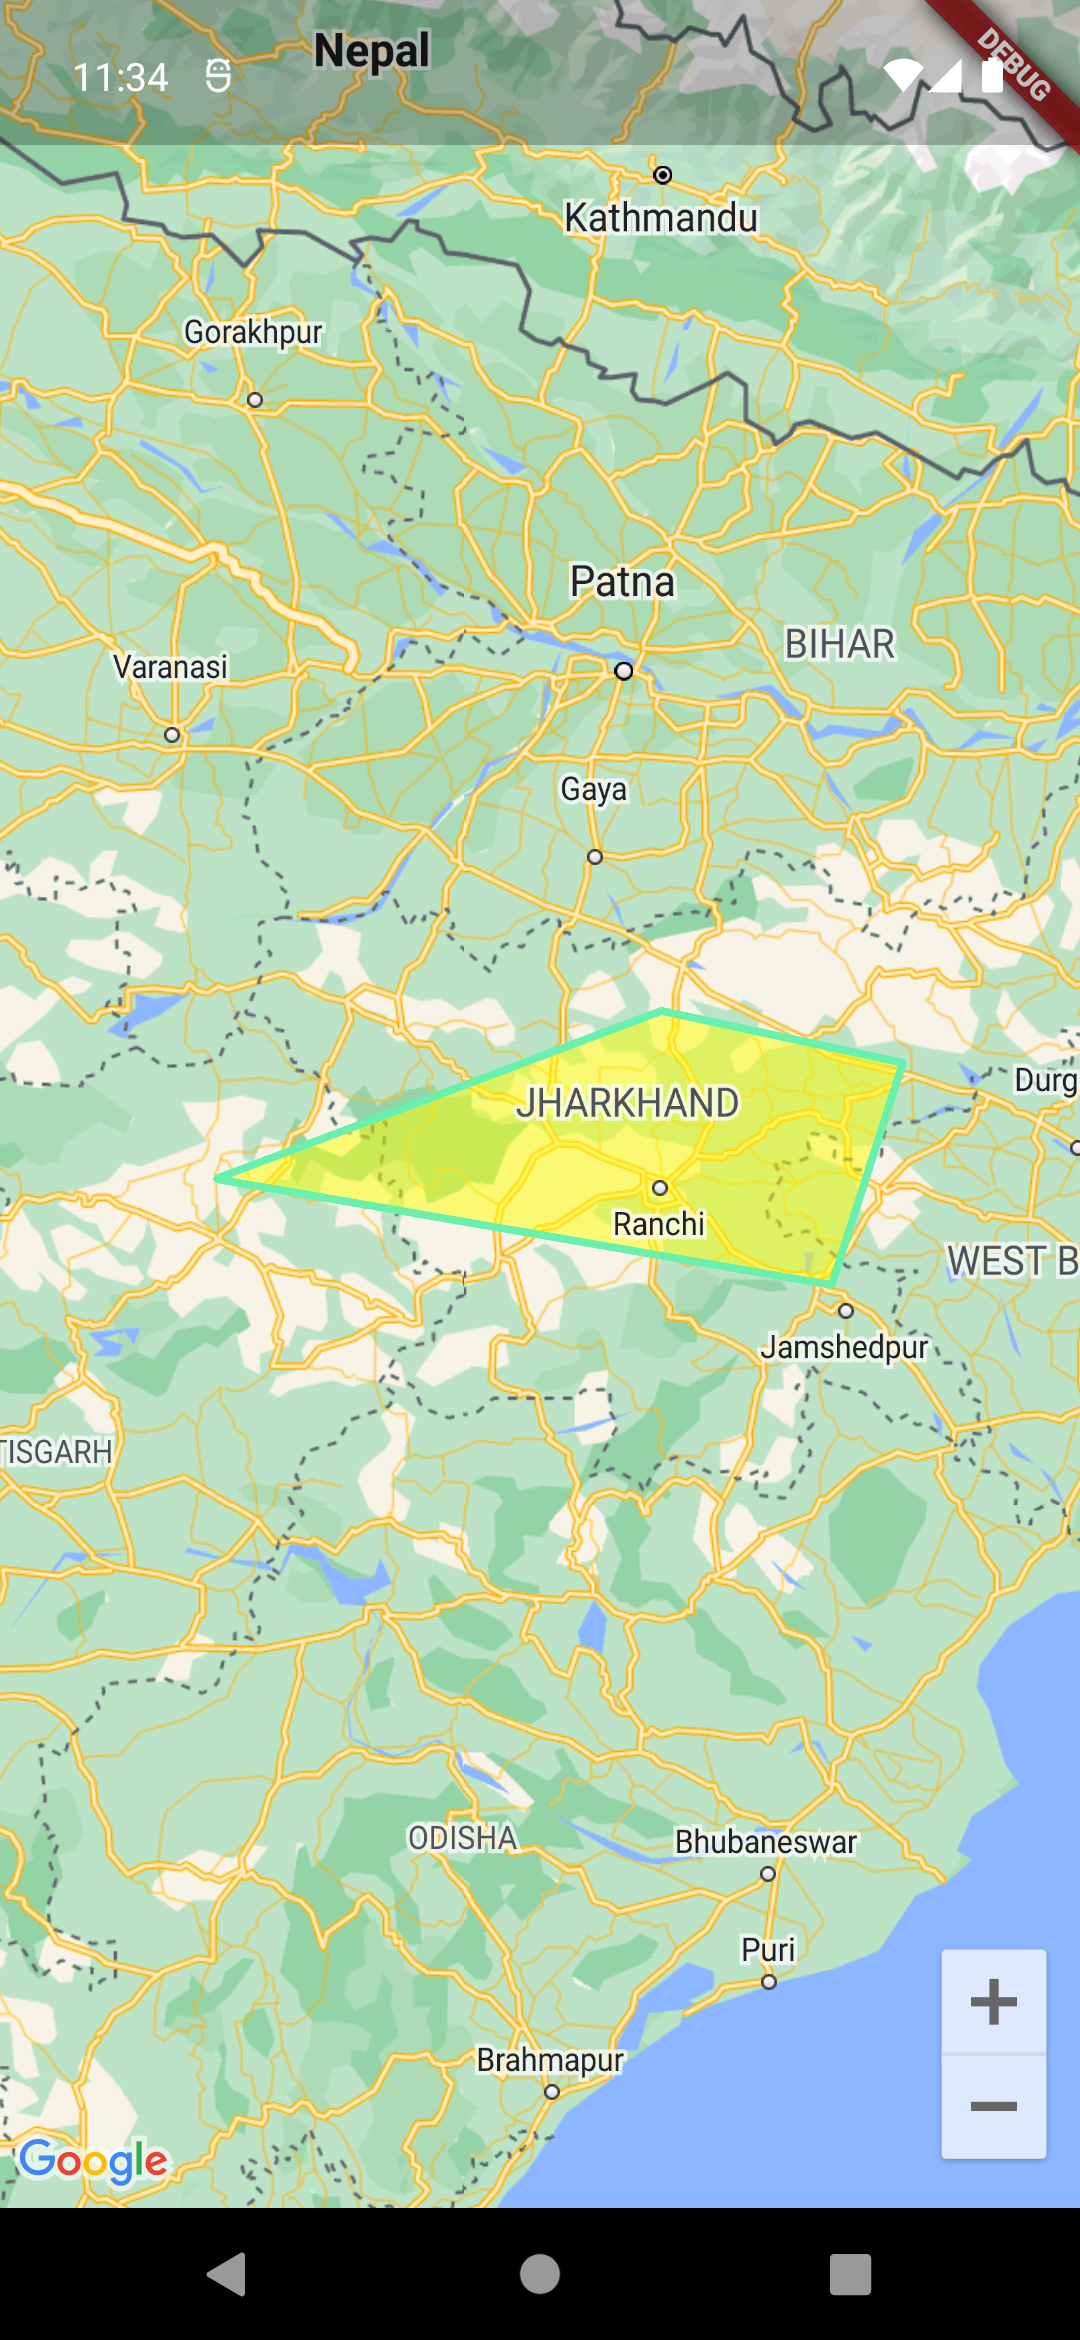 Nepal
11:34
DEBUG
Kathmandu
Gorakhpur
Patna
BIHAR
Varanasi
Gaya
Durg
JHARKHAND
Ranchi
WEST B
Jamshedpur
TISGARH
ODISHA
Bhubaneswar
Puri
+
Brahmapur
−
Google